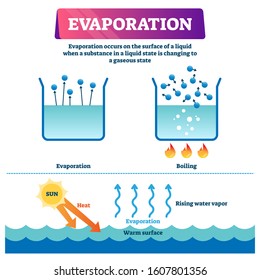 EVAPORATION
Evaporation occurs on the surface of a liquid
when a substance in a liquid state is changing to
a gaseous state
Evaporation
Boiling
SUN
Heat
Rising water vapor
Evaporation
Warm surface
shutterstock.com · 1607801356